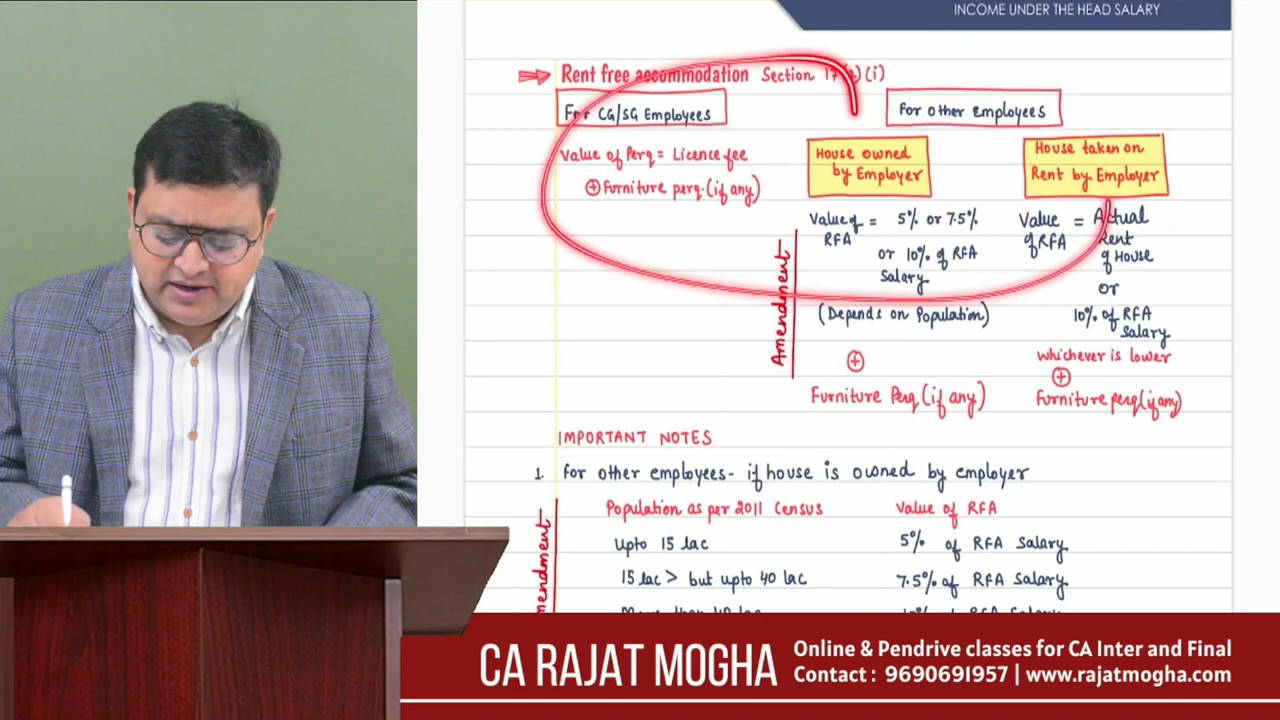 INCOME UNDER THE HEAD SALARY
Rent free accommodation Section 17(2)(i)
For CG/SG Employees
For other employees
Value of Perq = Licence fee
⊕ Furniture perq. (if any)
House owned
by Employer
House taken on
Rent by Employer
Value of RFA = 5% or 7.5%
or 10% of RFA
Salary
(Depends on Population)
⊕
Furniture Perq (if any)
Value of RFA = Actual
Rent
of House
or
10% of RFA
Salary
whichever is lower
⊕
Furniture perq (if any)
Amendment
IMPORTANT NOTES
1. for other employees- if house is owned by employer
Population as per 2011 Census Value of RFA
Upto 15 lac 5% of RFA Salary
15 lac > but upto 40 lac 7.5% of RFA Salary
CA RAJAT MOGHA
Online & Pendrive classes for CA Inter and Final
Contact : 9690691957 | www.rajatmogha.com